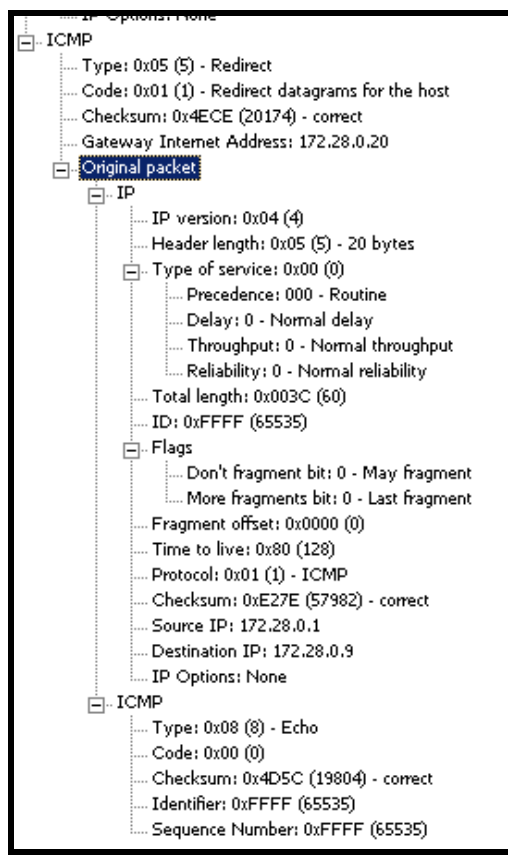 IP Options: None
ICMP
Type: 0x05 (5) - Redirect
Code: 0x01 (1) - Redirect datagrams for the host
Checksum: 0x4ECE (20174) - correct
Gateway Internet Address: 172.28.0.20
Original packet
IP
IP version: 0x04 (4)
Header length: 0x05 (5) - 20 bytes
Type of service: 0x00 (0)
Precedence: 000 - Routine
Delay: 0 - Normal delay
Throughput: 0 - Normal throughput
Reliability: 0 - Normal reliability
Total length: 0x003C (60)
ID: 0xFFFF (65535)
Flags
Don't fragment bit: 0 - May fragment
More fragments bit: 0 - Last fragment
Fragment offset: 0x0000 (0)
Time to live: 0x80 (128)
Protocol: 0x01 (1) - ICMP
Checksum: 0xE27E (57982) - correct
Source IP: 172.28.0.1
Destination IP: 172.28.0.9
IP Options: None
ICMP
Type: 0x08 (8) - Echo
Code: 0x00 (0)
Checksum: 0x4D5C (19804) - correct
Identifier: 0xFFFF (65535)
Sequence Number: 0xFFFF (65535)